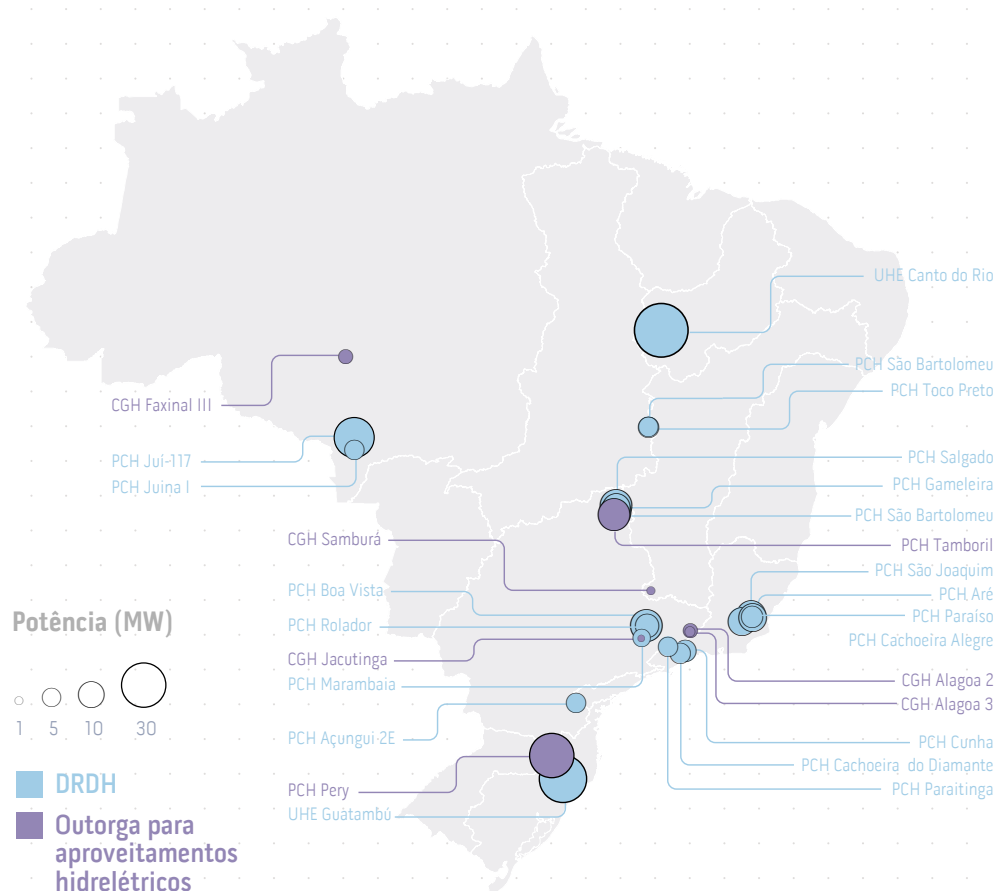 UHE Canto do Rio
PCH São Bartolomeu
PCH Toco Preto
CGH Faxinal III
PCH Juí-117
PCH Juina I
PCH Salgado
PCH Gameleira
PCH São Bartolomeu
PCH Tamboril
CGH Samburá
PCH São Joaquim
PCH Boa Vista
PCH Aré
PCH Rolador
PCH Paraíso
PCH Cachoeira Alegre
CGH Jacutinga
PCH Marambaia
CGH Alagoa 2
CGH Alagoa 3
PCH Açungui 2E
PCH Cunha
PCH Cachoeira do Diamante
PCH Pery
PCH Paraitinga
UHE Guatambú
Potência (MW)
1 5 10 30
DRDH
Outorga para
aproveitamentos
hidrelétricos